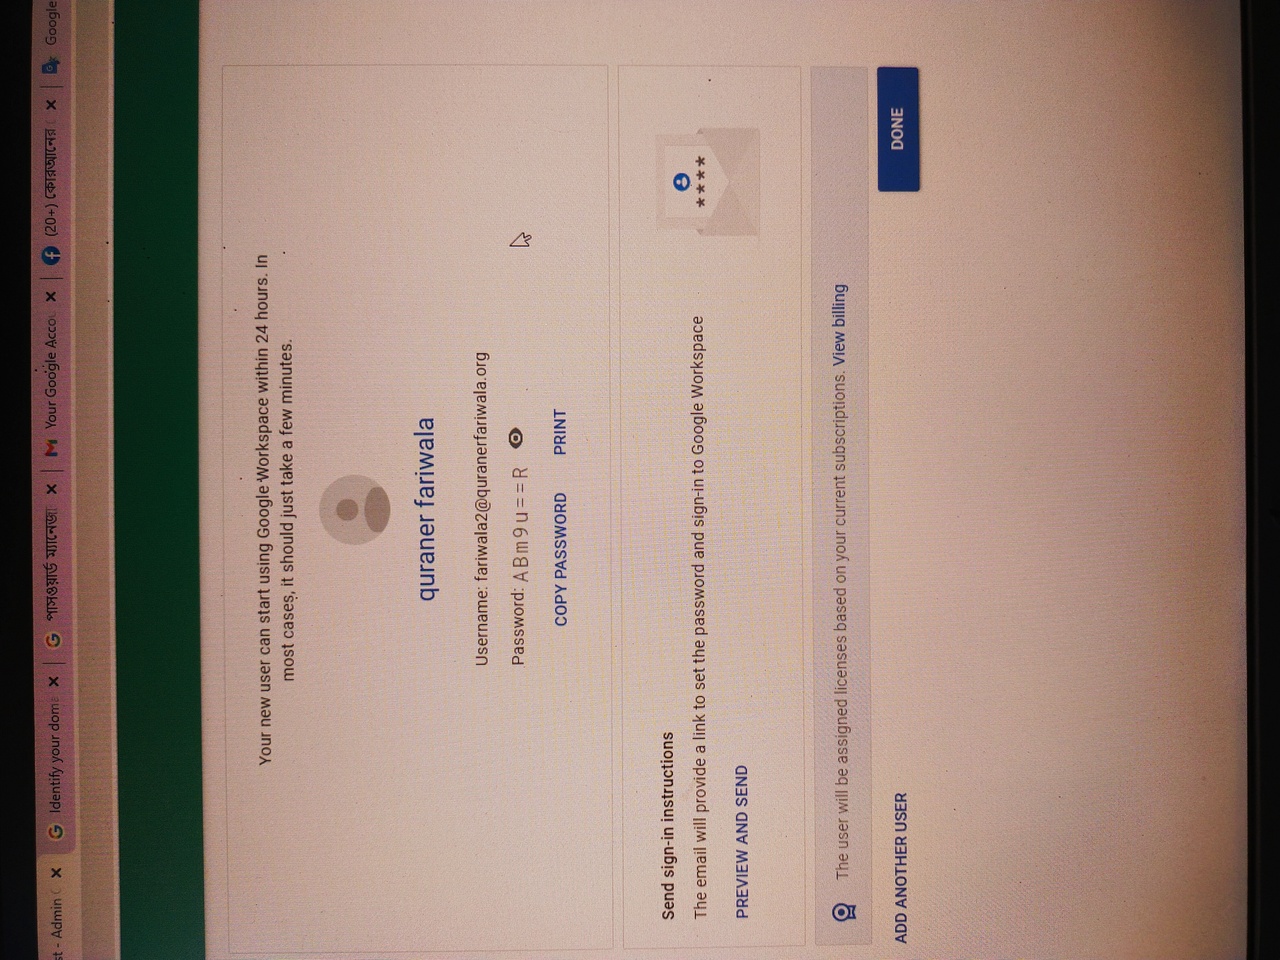 st - Admin
Identify your doma
পাসওয়ার্ড ম্যানেজা
Your Google Accou
(20+) কোরআনের
Google
Your new user can start using Google Workspace within 24 hours. In
most cases, it should just take a few minutes.
quraner fariwala
Username: fariwala2@quranerfariwala.org
Password: ABm9u==R
COPY PASSWORD PRINT
Send sign-in instructions
The email will provide a link to set the password and sign-in to Google Workspace
PREVIEW AND SEND
****
The user will be assigned licenses based on your current subscriptions. View billing
ADD ANOTHER USER
DONE